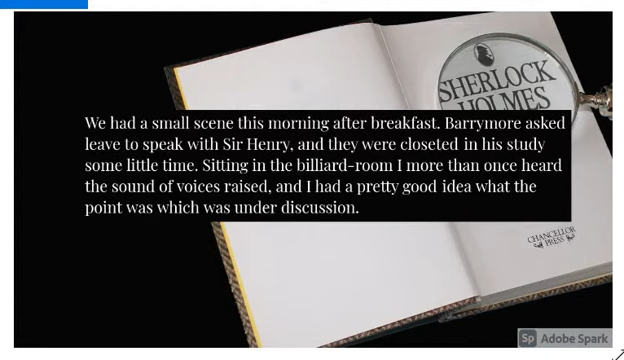 SHERLOCK
HOLMES
We had a small scene this morning after breakfast. Barrymore asked
leave to speak with Sir Henry, and they were closeted in his study
some little time. Sitting in the billiard-room I more than once heard
the sound of voices raised, and I had a pretty good idea what the
point was which was under discussion.
CHANCELLOR
PRESS
Sp Adobe Spark